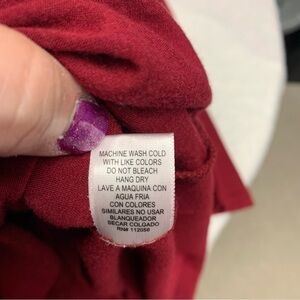 MACHINE WASH COLD
WITH LIKE COLORS
DO NOT BLEACH
HANG DRY
LAVE A MAQUINA CON
AGUA FRIA
CON COLORES
SIMILARES NO USAR
BLANQUEADOR
SECAR COLGADO
RN# 112058